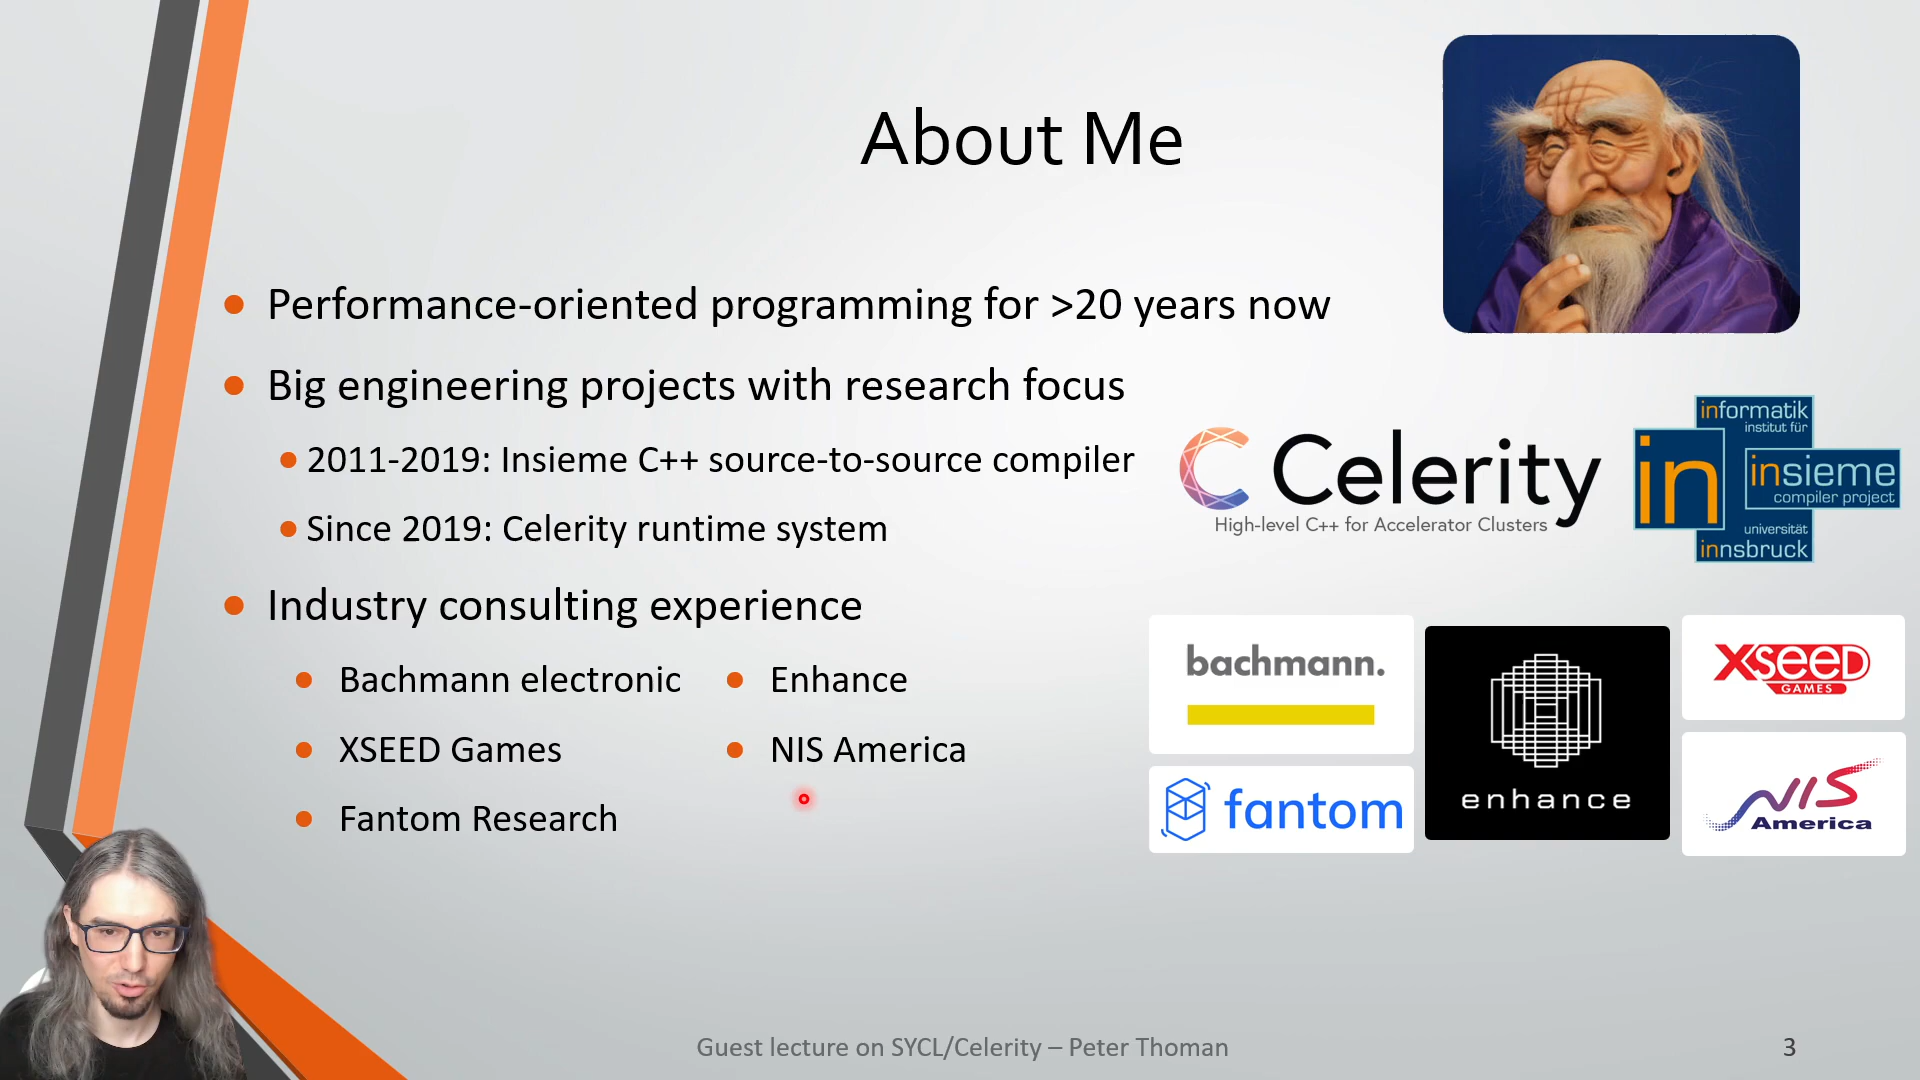 About Me
Performance-oriented programming for >20 years now
Big engineering projects with research focus
2011-2019: Insieme C++ source-to-source compiler
Since 2019: Celerity runtime system
Industry consulting experience
Bachmann electronic
XSEED Games
Fantom Research
Enhance
NIS America
C Celerity
High-level C++ for Accelerator Clusters
informatik
institut für
in
insieme
compiler project
universität
innsbruck
bachmann.
fantom
enhance
XSEED
GAMES
NIS
America
Guest lecture on SYCL/Celerity – Peter Thoman
3